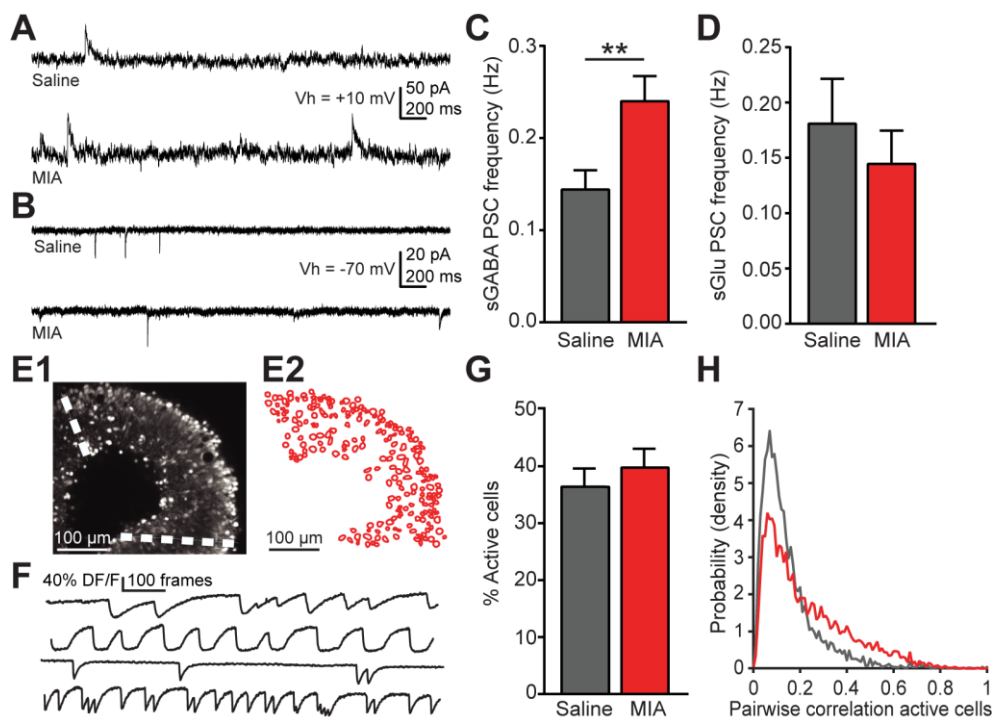 A
Saline
Vh = +10 mV
50 pA
200 ms
MIA
B
Saline
Vh = -70 mV
20 pA
200 ms
MIA
C
sGABA PSC frequency (Hz)
0.3
0.2
0.1
0.0
**
Saline MIA
D
sGlu PSC frequency (Hz)
0.25
0.20
0.15
0.10
0.05
0.00
Saline MIA
E1
100 µm
E2
100 µm
F
40% DF/F 100 frames
G
% Active cells
50
40
30
20
10
0
Saline MIA
H
Probability (density)
7
6
5
4
3
2
1
0
0 0.2 0.4 0.6 0.8 1
Pairwise correlation active cells